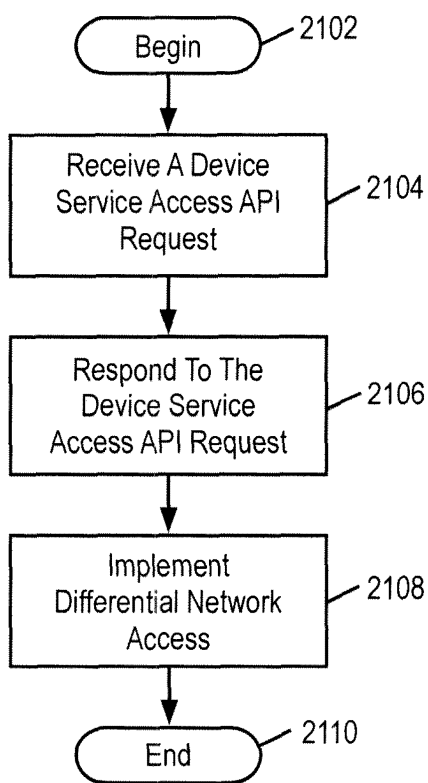 Begin
2102
Receive A Device
Service Access API
Request
2104
Respond To The
Device Service
Access API Request
2106
Implement
Differential Network
Access
2108
End
2110